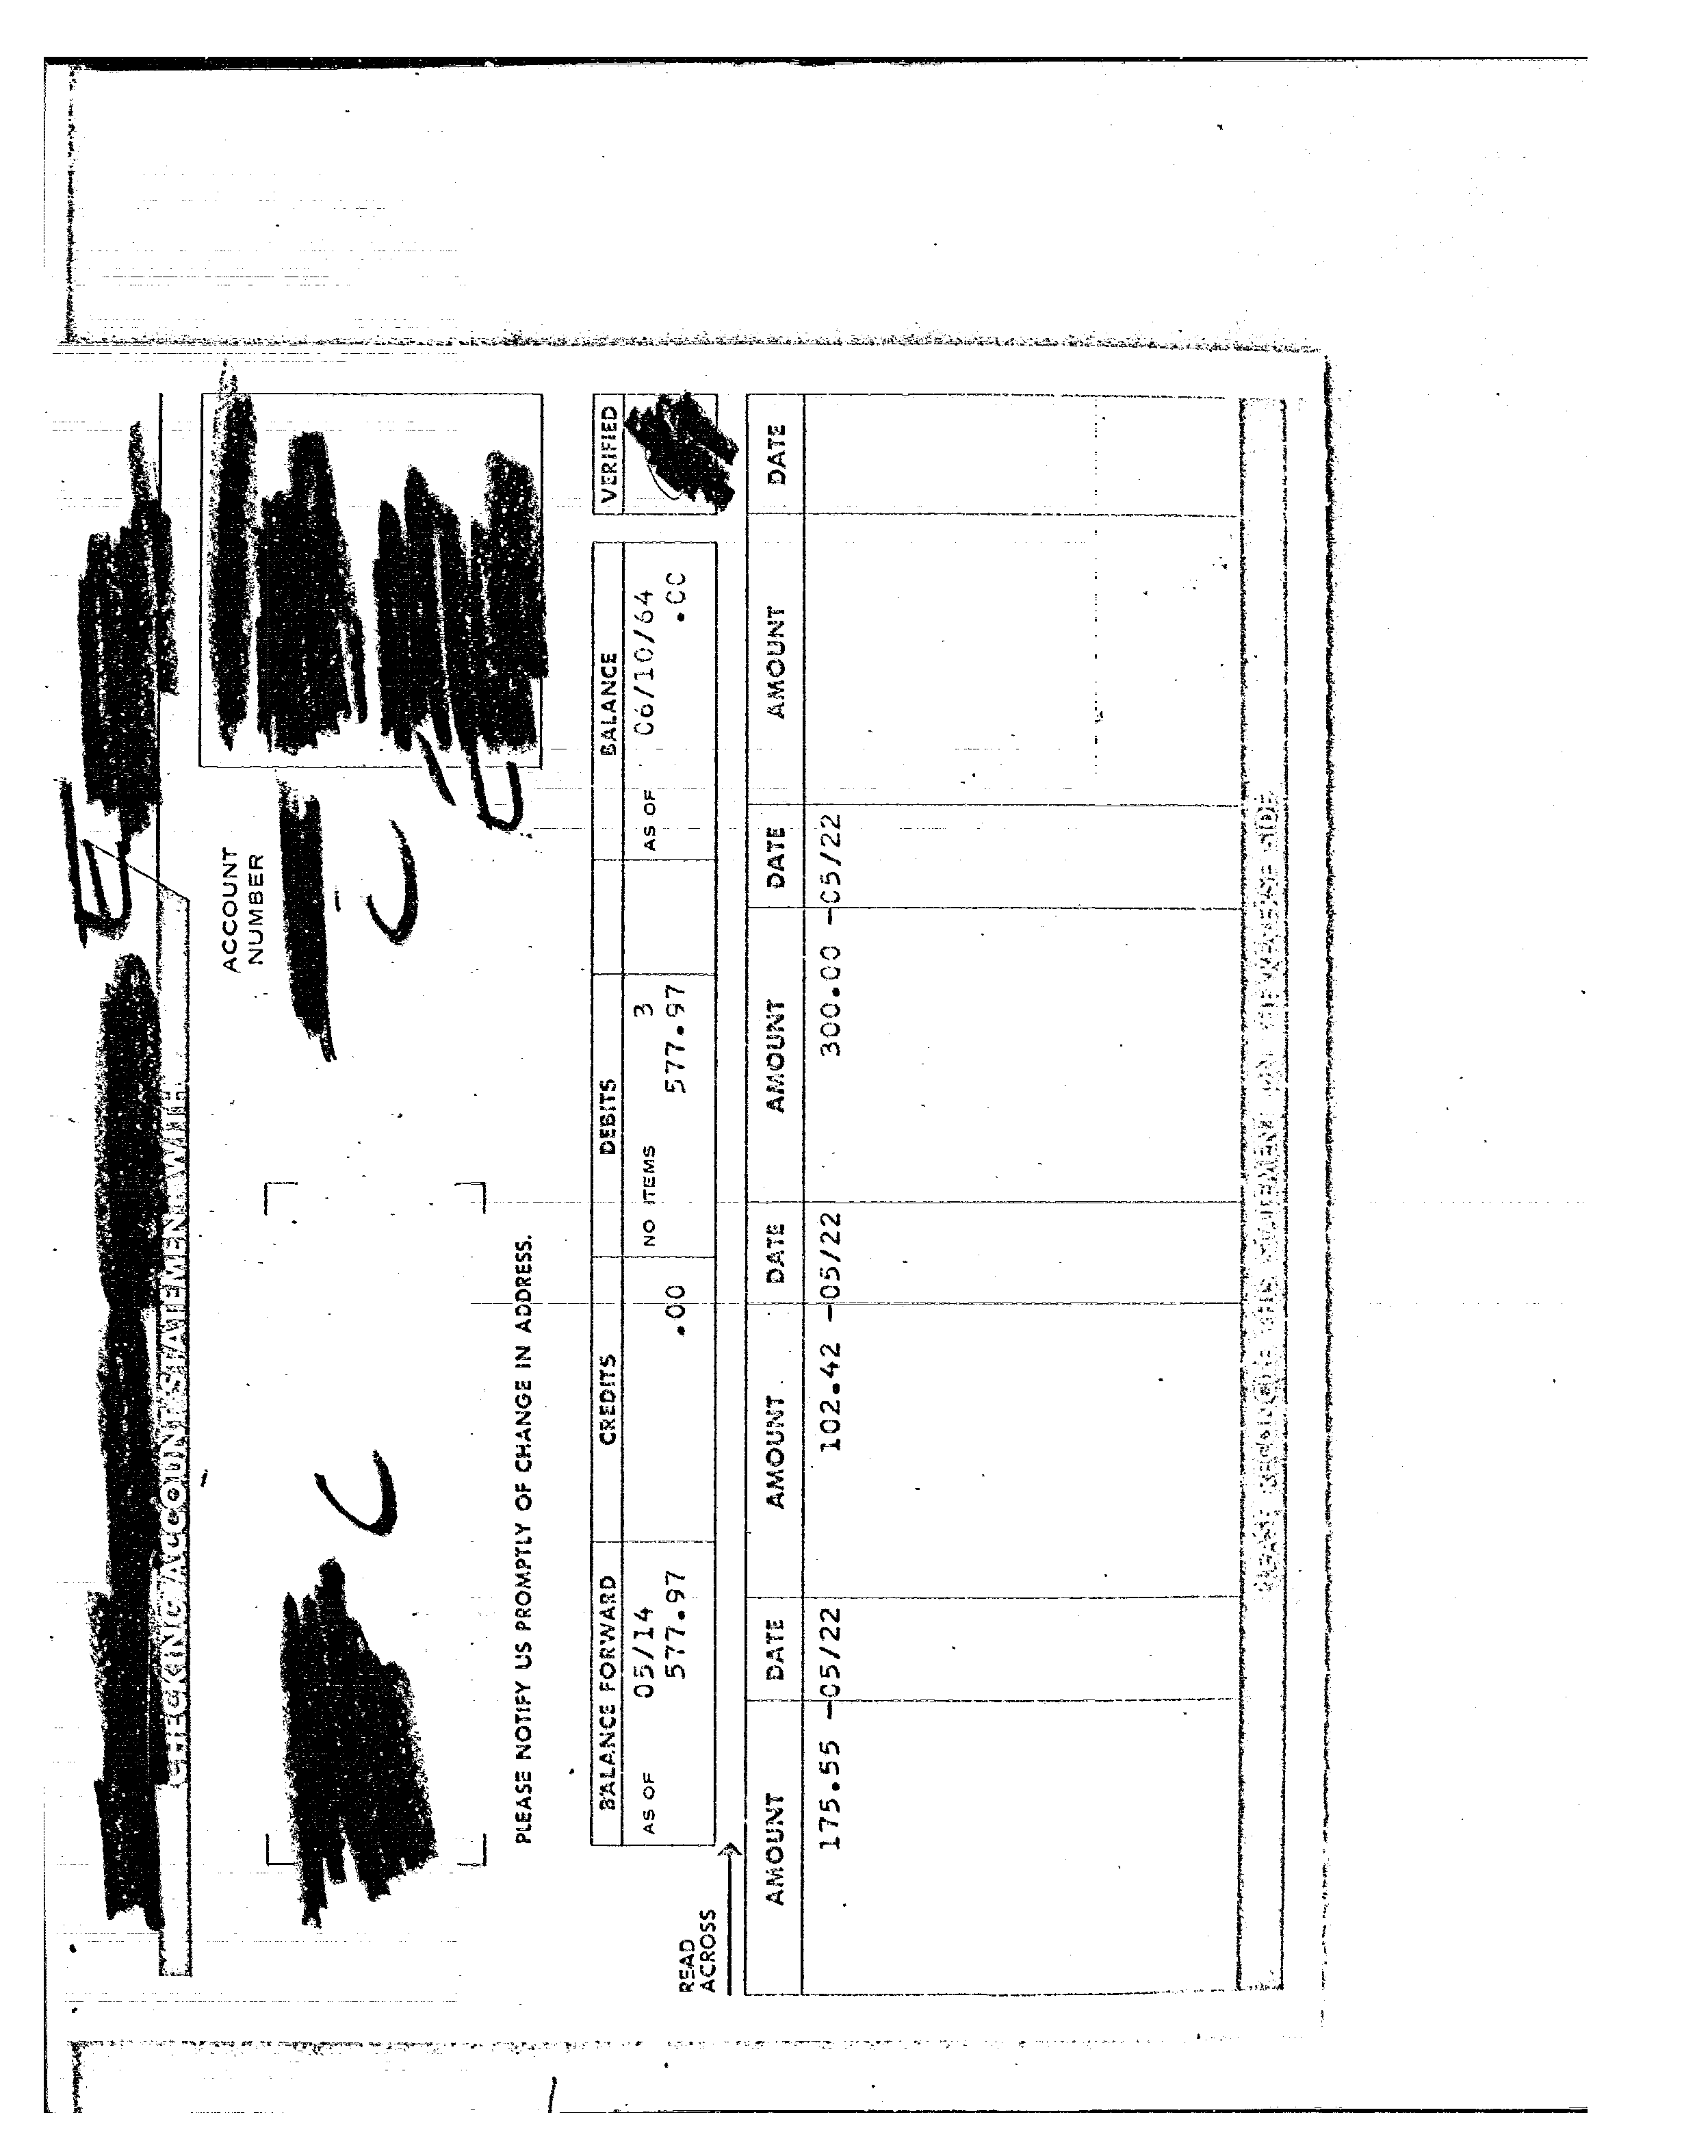 E
CHECKING ACCOUNT STATEMENT WITH
ACCOUNT
NUMBER
C C C
PLEASE NOTIFY US PROMPTLY OF CHANGE IN ADDRESS.
BALANCE FORWARD CREDITS DEBITS BALANCE VERIFIED
AS OF 05/14 NO ITEMS 3 AS OF 06/10/64
577.97 .00 577.97 .00
READ
ACROSS
AMOUNT DATE AMOUNT DATE AMOUNT DATE AMOUNT DATE
175.55 -05/22 102.42 -05/22 300.00 -05/22
PLEASE RECONCILE THIS STATEMENT ON REVERSE SIDE